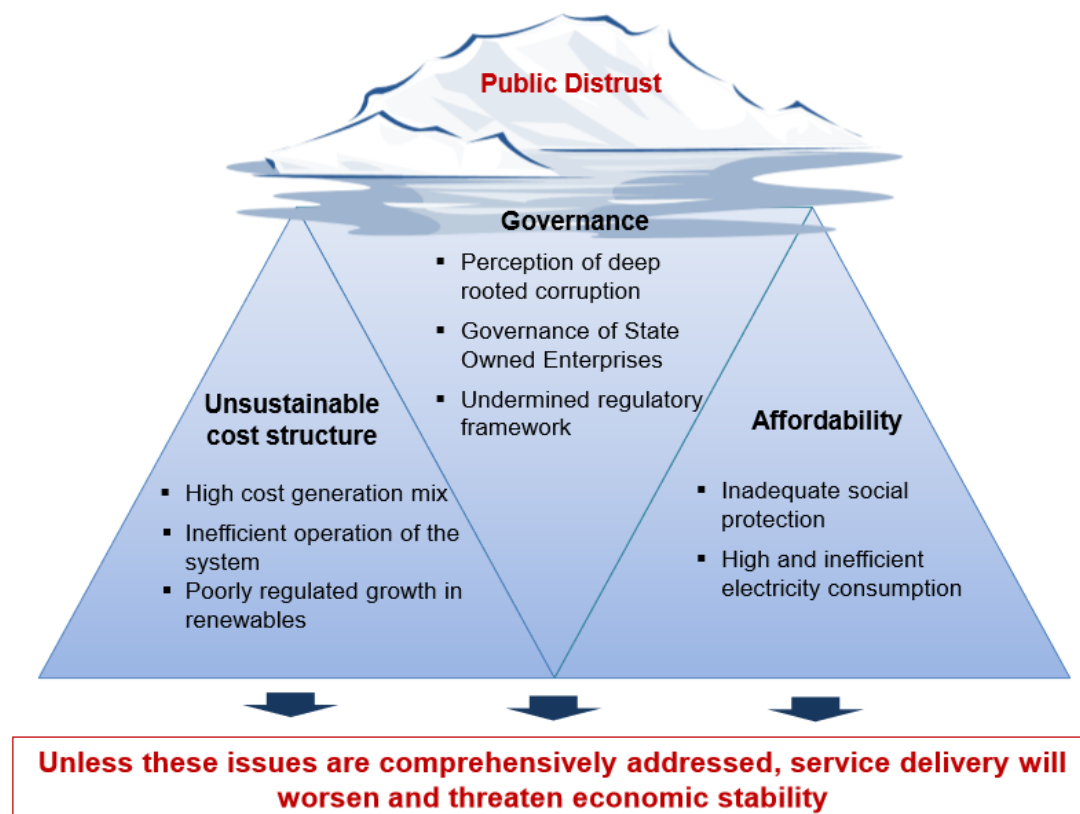 Public Distrust
Governance
▪ Perception of deep
rooted corruption
▪ Governance of State
Owned Enterprises
▪ Undermined regulatory
framework
Unsustainable
cost structure
▪ High cost generation mix
▪ Inefficient operation of the
system
▪ Poorly regulated growth in
renewables
Affordability
▪ Inadequate social
protection
▪ High and inefficient
electricity consumption
Unless these issues are comprehensively addressed, service delivery will
worsen and threaten economic stability